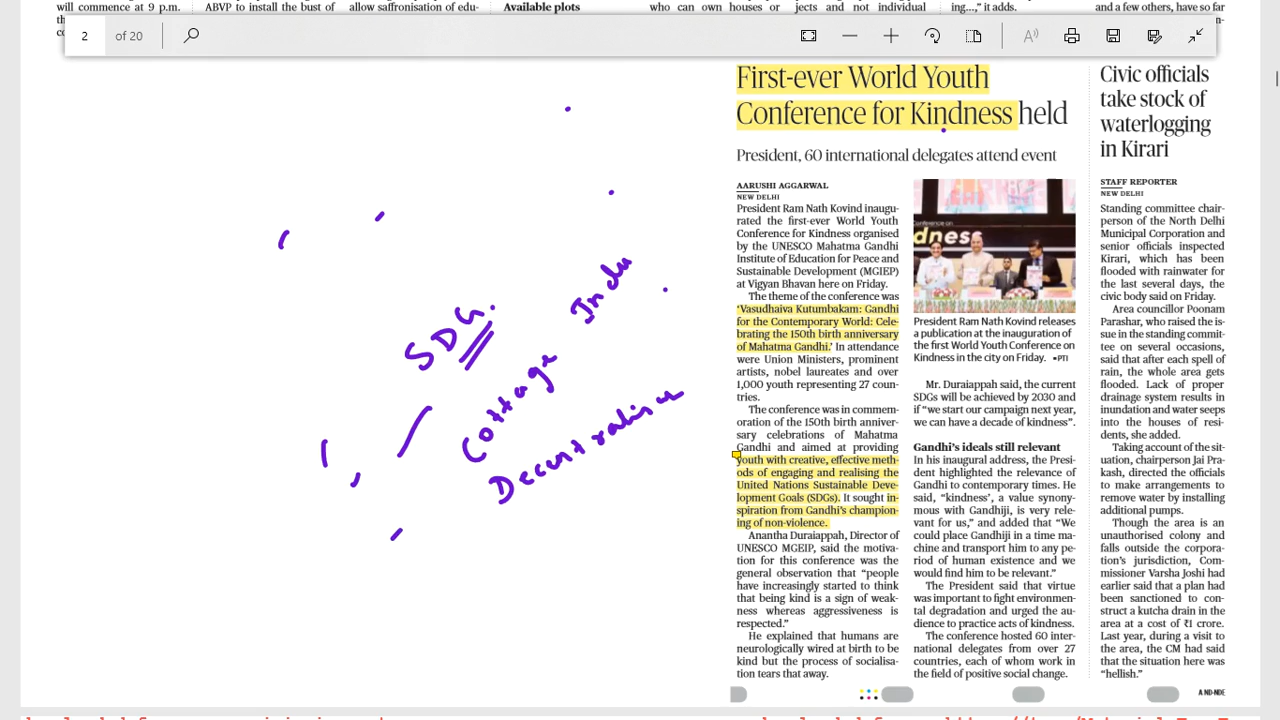 will commence at 9 p.m.
ABVP to install the bust of
allow saffronisation of edu-
Available plots
who can own houses or
jects and not individual
ing...,” it adds.
and a few others, have so far
2
of 20
First-ever World Youth
Conference for Kindness held
President, 60 international delegates attend event
AARUSHI AGGARWAL
NEW DELHI
President Ram Nath Kovind inaugu-
rated the first-ever World Youth
Conference for Kindness organised
by the UNESCO Mahatma Gandhi
Institute of Education for Peace and
Sustainable Development (MGIEP)
at Vigyan Bhavan here on Friday.
The theme of the conference was
‘Vasudhaiva Kutumbakam: Gandhi
for the Contemporary World: Cele-
brating the 150th birth anniversary
of Mahatma Gandhi.’ In attendance
were Union Ministers, prominent
artists, nobel laureates and over
1,000 youth representing 27 coun-
tries.
The conference was in commem-
oration of the 150th birth anniver-
sary celebrations of Mahatma
Gandhi and aimed at providing
youth with creative, effective meth-
ods of engaging and realising the
United Nations Sustainable Deve-
lopment Goals (SDGs). It sought in-
spiration from Gandhi’s champion-
ing of non-violence.
Anantha Duraiappah, Director of
UNESCO MGEIP, said the motiva-
tion for this conference was the
general observation that “people
have increasingly started to think
that being kind is a sign of weak-
ness whereas aggressiveness is
respected.”
He explained that humans are
neurologically wired at birth to be
kind but the process of socialisa-
tion tears that away.
dness
President Ram Nath Kovind releases
a publication at the inauguration of
the first World Youth Conference on
Kindness in the city on Friday. •PTI
Mr. Duraiappah said, the current
SDGs will be achieved by 2030 and
if “we start our campaign next year,
we can have a decade of kindness”.
Gandhi’s ideals still relevant
In his inaugural address, the Presi-
dent highlighted the relevance of
Gandhi to contemporary times. He
said, “kindness’, a value synony-
mous with Gandhiji, is very rele-
vant for us,” and added that “We
could place Gandhiji in a time ma-
chine and transport him to any pe-
riod of human existence and we
would find him to be relevant.”
The President said that virtue
was important to fight environmen-
tal degradation and urged the au-
dience to practice acts of kindness.
The conference hosted 60 inter-
national delegates from over 27
countries, each of whom work in
the field of positive social change.
Civic officials
take stock of
waterlogging
in Kirari
STAFF REPORTER
NEW DELHI
Standing committee chair-
person of the North Delhi
Municipal Corporation and
senior officials inspected
Kirari, which has been
flooded with rainwater for
the last several days, the
civic body said on Friday.
Area councillor Poonam
Parashar, who raised the is-
sue in the standing commit-
tee on several occasions,
said that after each spell of
rain, the whole area gets
flooded. Lack of proper
drainage system results in
inundation and water seeps
into the houses of resi-
dents, she added.
Taking account of the sit-
uation, chairperson Jai Pra-
kash, directed the officials
to make arrangements to
remove water by installing
additional pumps.
Though the area is an
unauthorised colony and
falls outside the corpora-
tion’s jurisdiction, Com-
missioner Varsha Joshi had
earlier said that a plan had
been sanctioned to con-
struct a kutcha drain in the
area at a cost of ₹1 crore.
Last year, during a visit to
the area, the CM had said
that the situation here was
“hellish.”
A ND-NDE
SDG.
Indu
Cottage
Decentralise